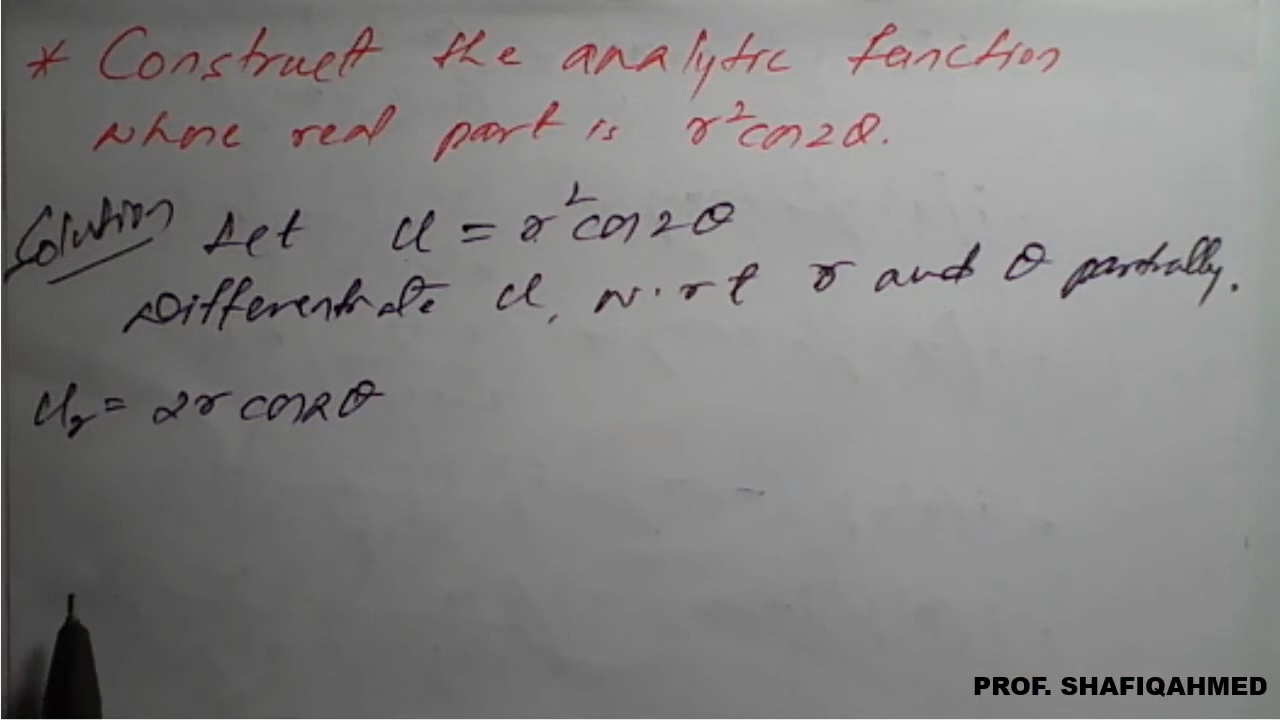 * Construct the analytic function
whose real part is r²cos2θ.
Solution Let u = r²cos2θ
Differentiate u, w.r.t r and θ partially.
uᵣ = 2r cos2θ
PROF. SHAFIQAHMED